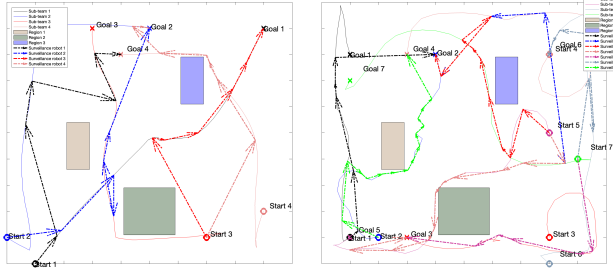 Sub-team 1
Sub-team 2
Sub-team 3
Sub-team 4
Region 1
Region 2
Region 3
Surveillance robot 1
Surveillance robot 2
Surveillance robot 3
Surveillance robot 4
Goal 3
Goal 2
Goal 1
Goal 4
Start 4
Start 2
Start 3
Start 1
Goal 1
Goal 4
Goal 2
Goal 6
Start 4
Goal 7
Start 5
Start 7
Goal 5
Start 1
Start 2
Goal 3
Start 3
Start 6